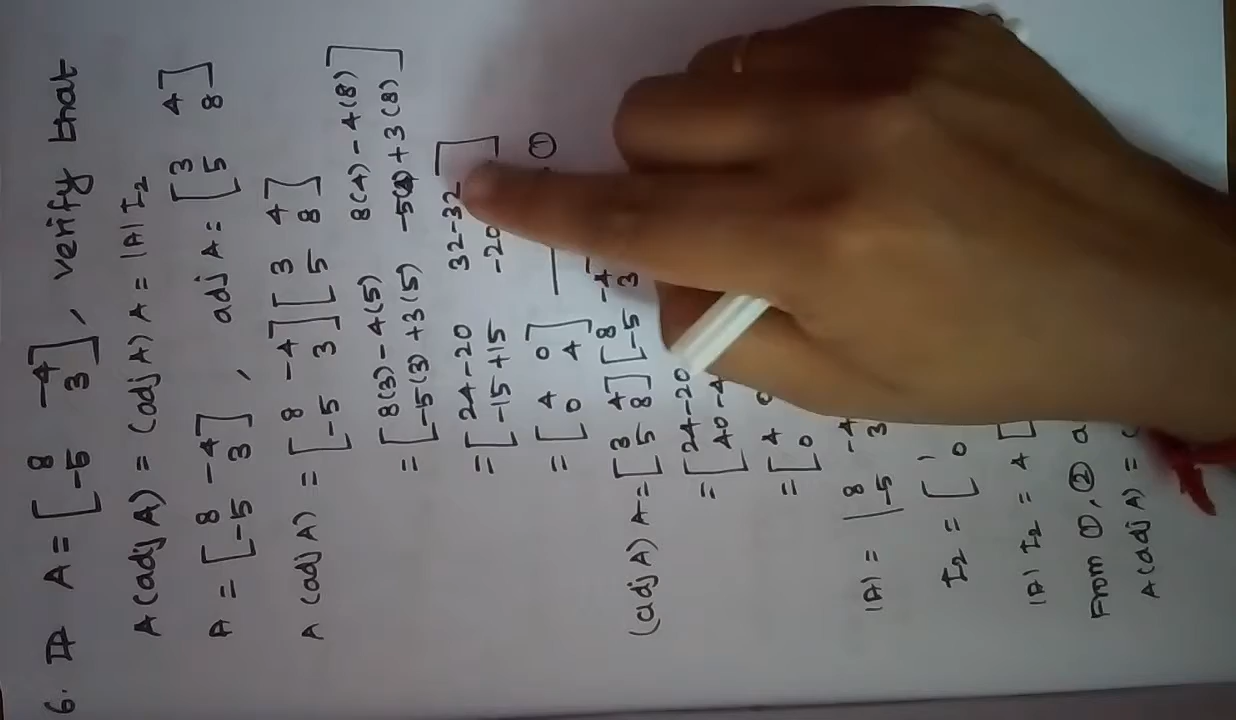 6. If A = [8 -4
-5 3], verify that
A(adj A) = (adj A) A = |A| I2
A = [8 -4
-5 3], adj A = [3 4
5 8]
A (adj A) = [8 -4
-5 3] [3 4
5 8]
= [8(3)-4(5) 8(4)-4(8)
-5(3)+3(5) -5(4)+3(8)]
= [24-20 32-32
-15+15 -20]
= [4 0
0 4] ①
(adj A) A = [3 4
5 8] [8 -4
-5 3]
= [24-20
40-4
= [4
0
|A| = |8 -4
-5 3
I2 = [1
0
|A| I2 = 4 [
From ①, ② a
A(adj A) = (